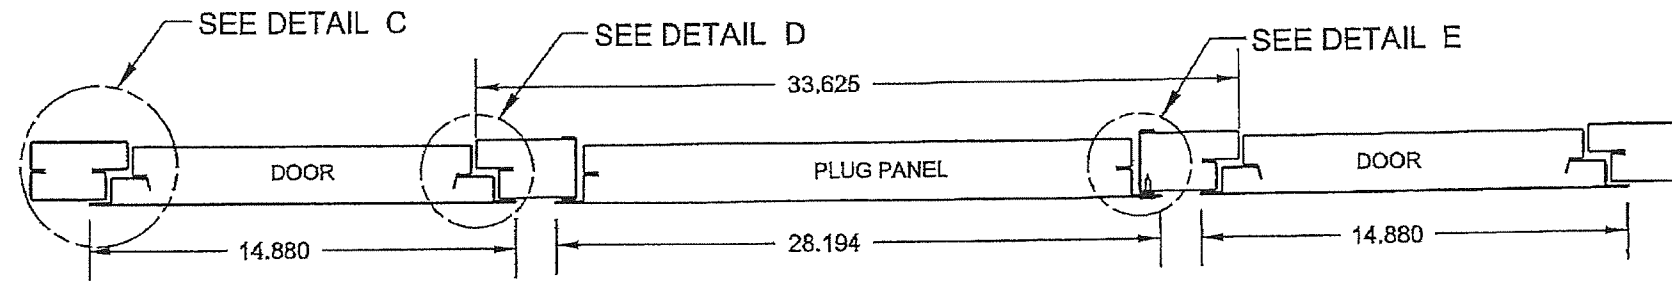 SEE DETAIL C
SEE DETAIL D
SEE DETAIL E
33.625
DOOR
PLUG PANEL
DOOR
14.880
28.194
14.880